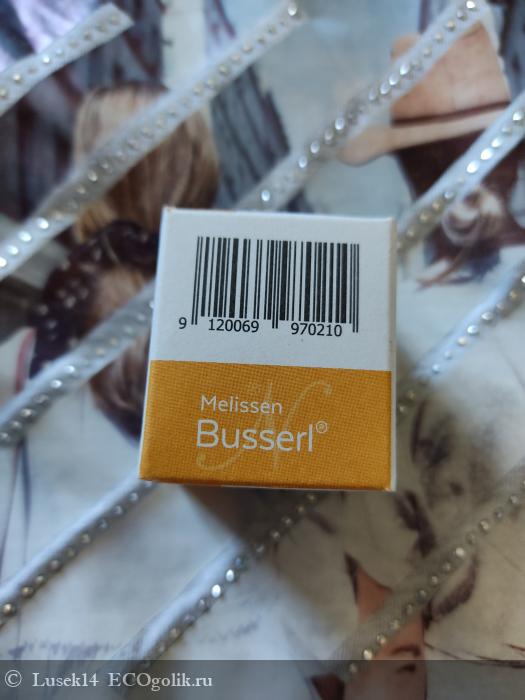 9 120069 970210
Melissen
Busserl®
© Lusek14 ECOgolik.ru